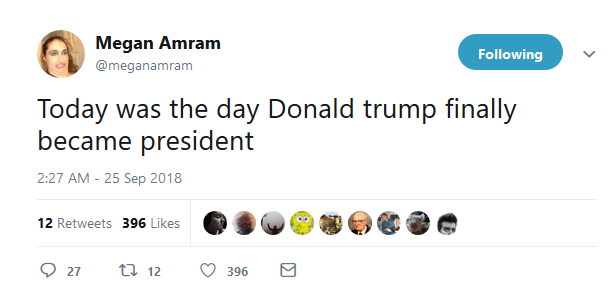 Megan Amram
@meganamram
Following
Today was the day Donald trump finally
became president
2:27 AM - 25 Sep 2018
12 Retweets 396 Likes
27 12 396